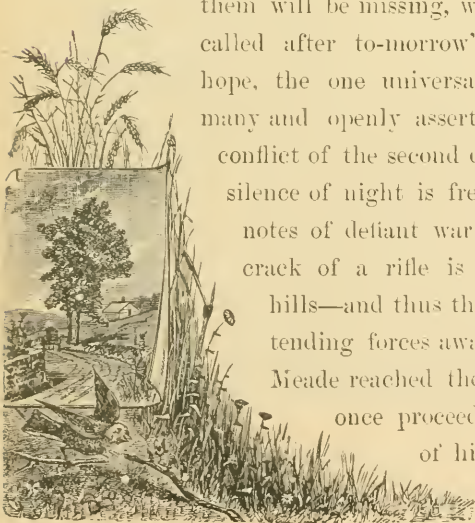 them will be missing, w
called after to-morrow'
hope, the one universa
many and openly assert
conflict of the second
silence of night is fre
notes of defiant war
crack of a rifle is
hills—and thus th
tending forces awa
Meade reached the
once proceed
of hi